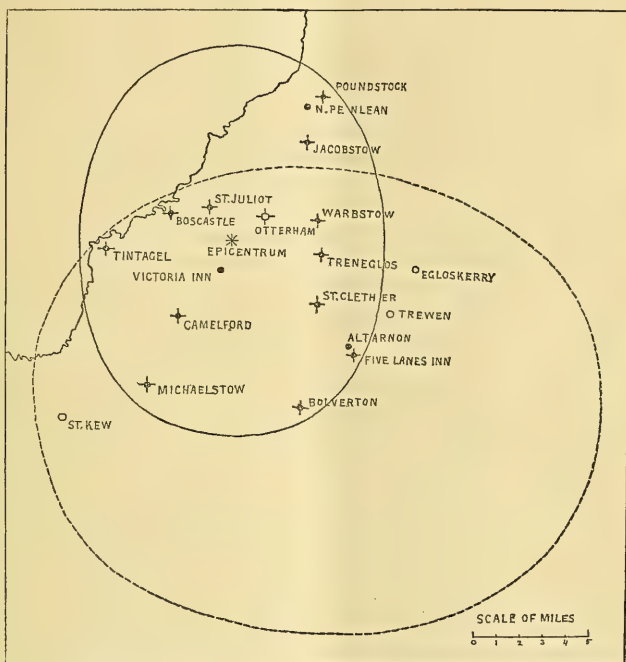 POUNDSTOCK
N. PENLEAN
JACOBSTOW
ST. JULIOT
BOSCASTLE
OTTERHAM
WARBSTOW
EPICENTRUM
TINTAGEL
TRENEGLOS
VICTORIA INN
EGLOSKERRY
ST. CLETHER
CAMELFORD
TREWEN
ALTARNON
FIVE LANES INN
MICHAELSTOW
BOLVERTON
ST. KEW
SCALE OF MILES
0 1 2 3 4 5